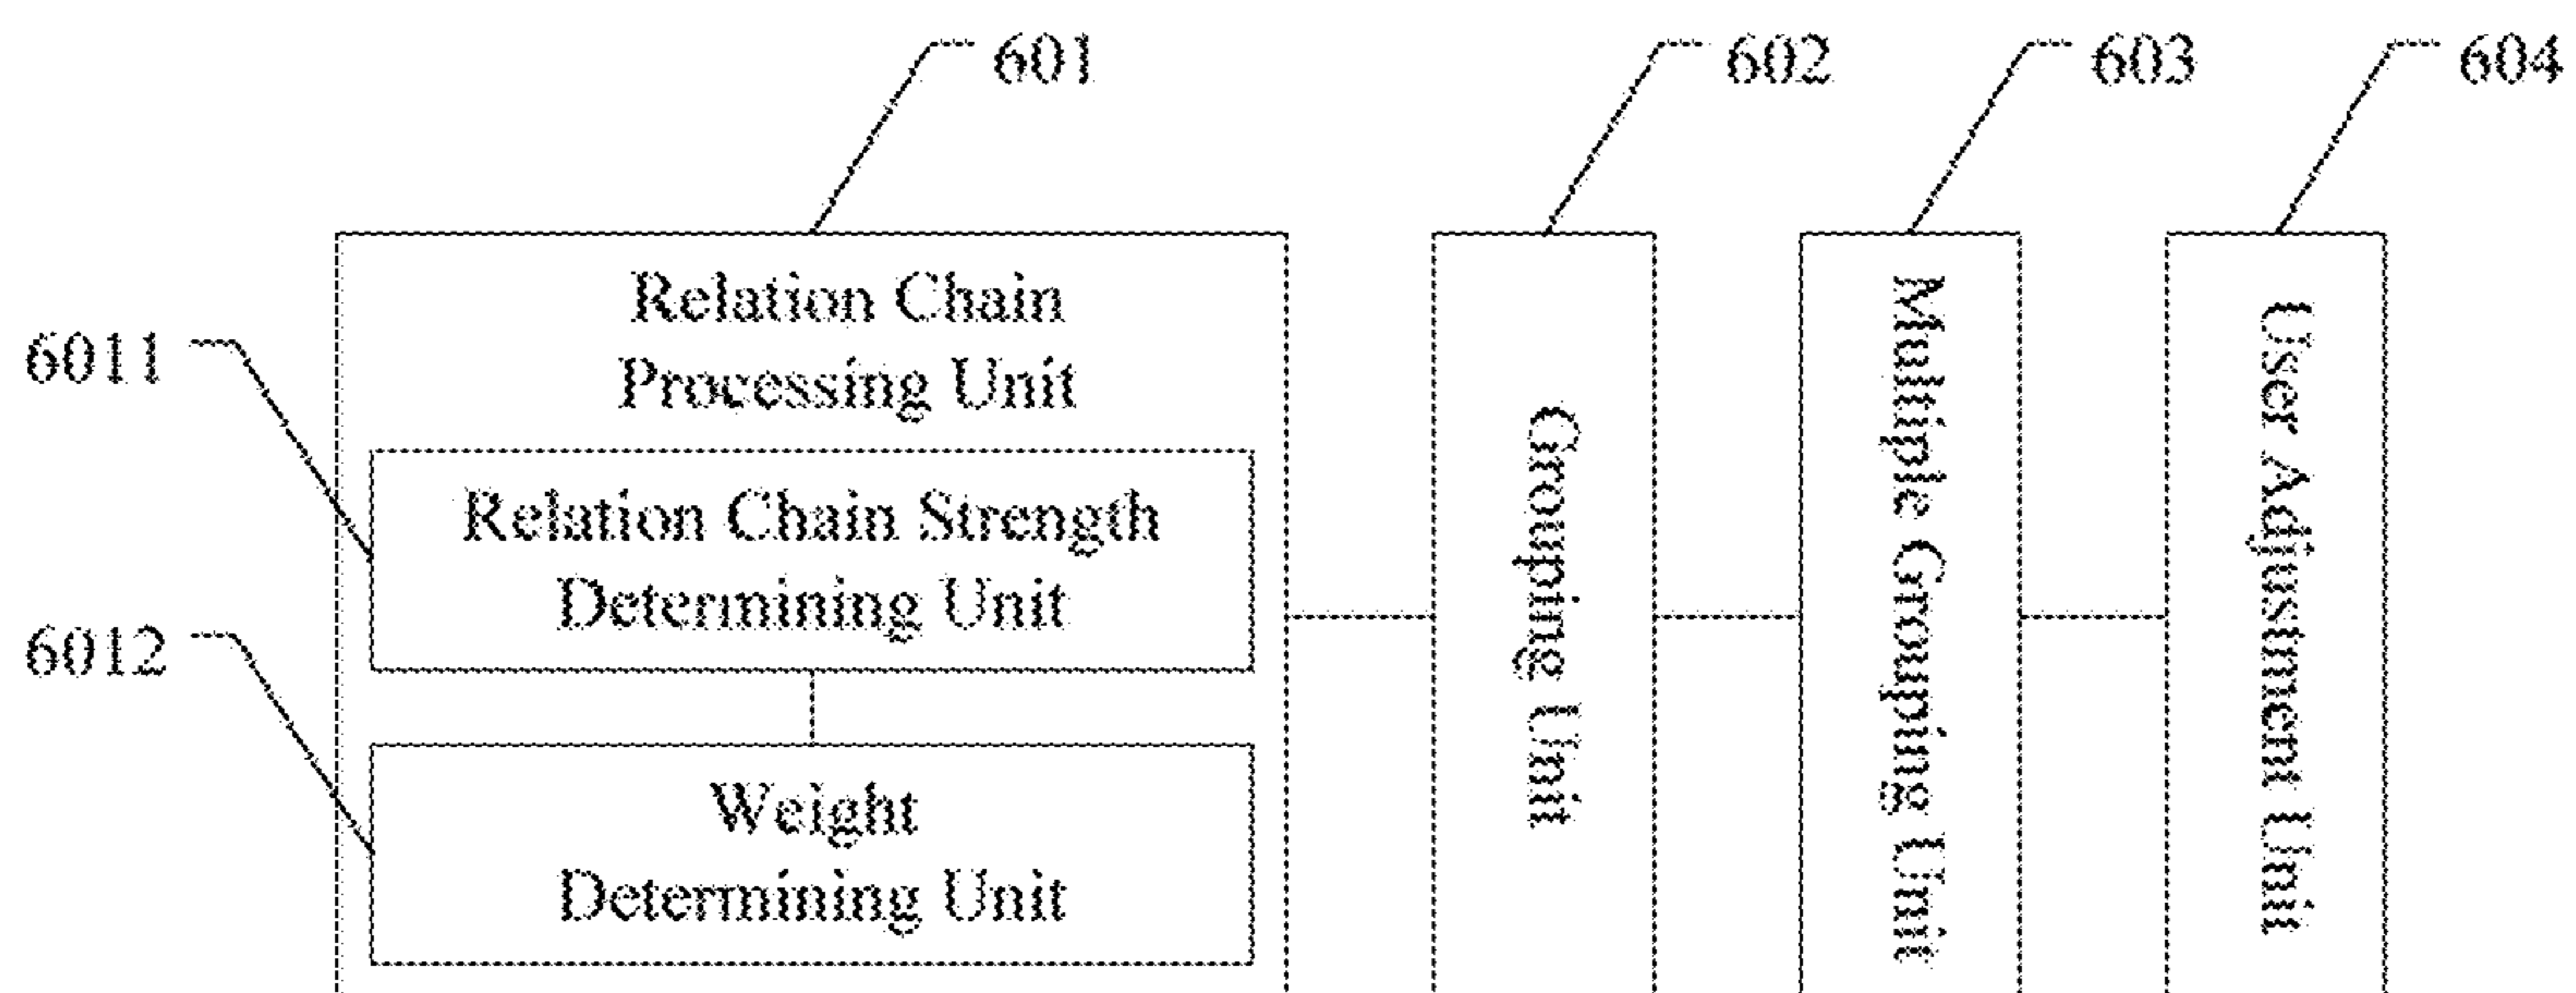 601
602
603
604
Relation Chain
Processing Unit
6011
Relation Chain Strength
Determining Unit
6012
Weight
Determining Unit
Grouping Unit
Multiple Grouping Unit
User Adjustment Unit